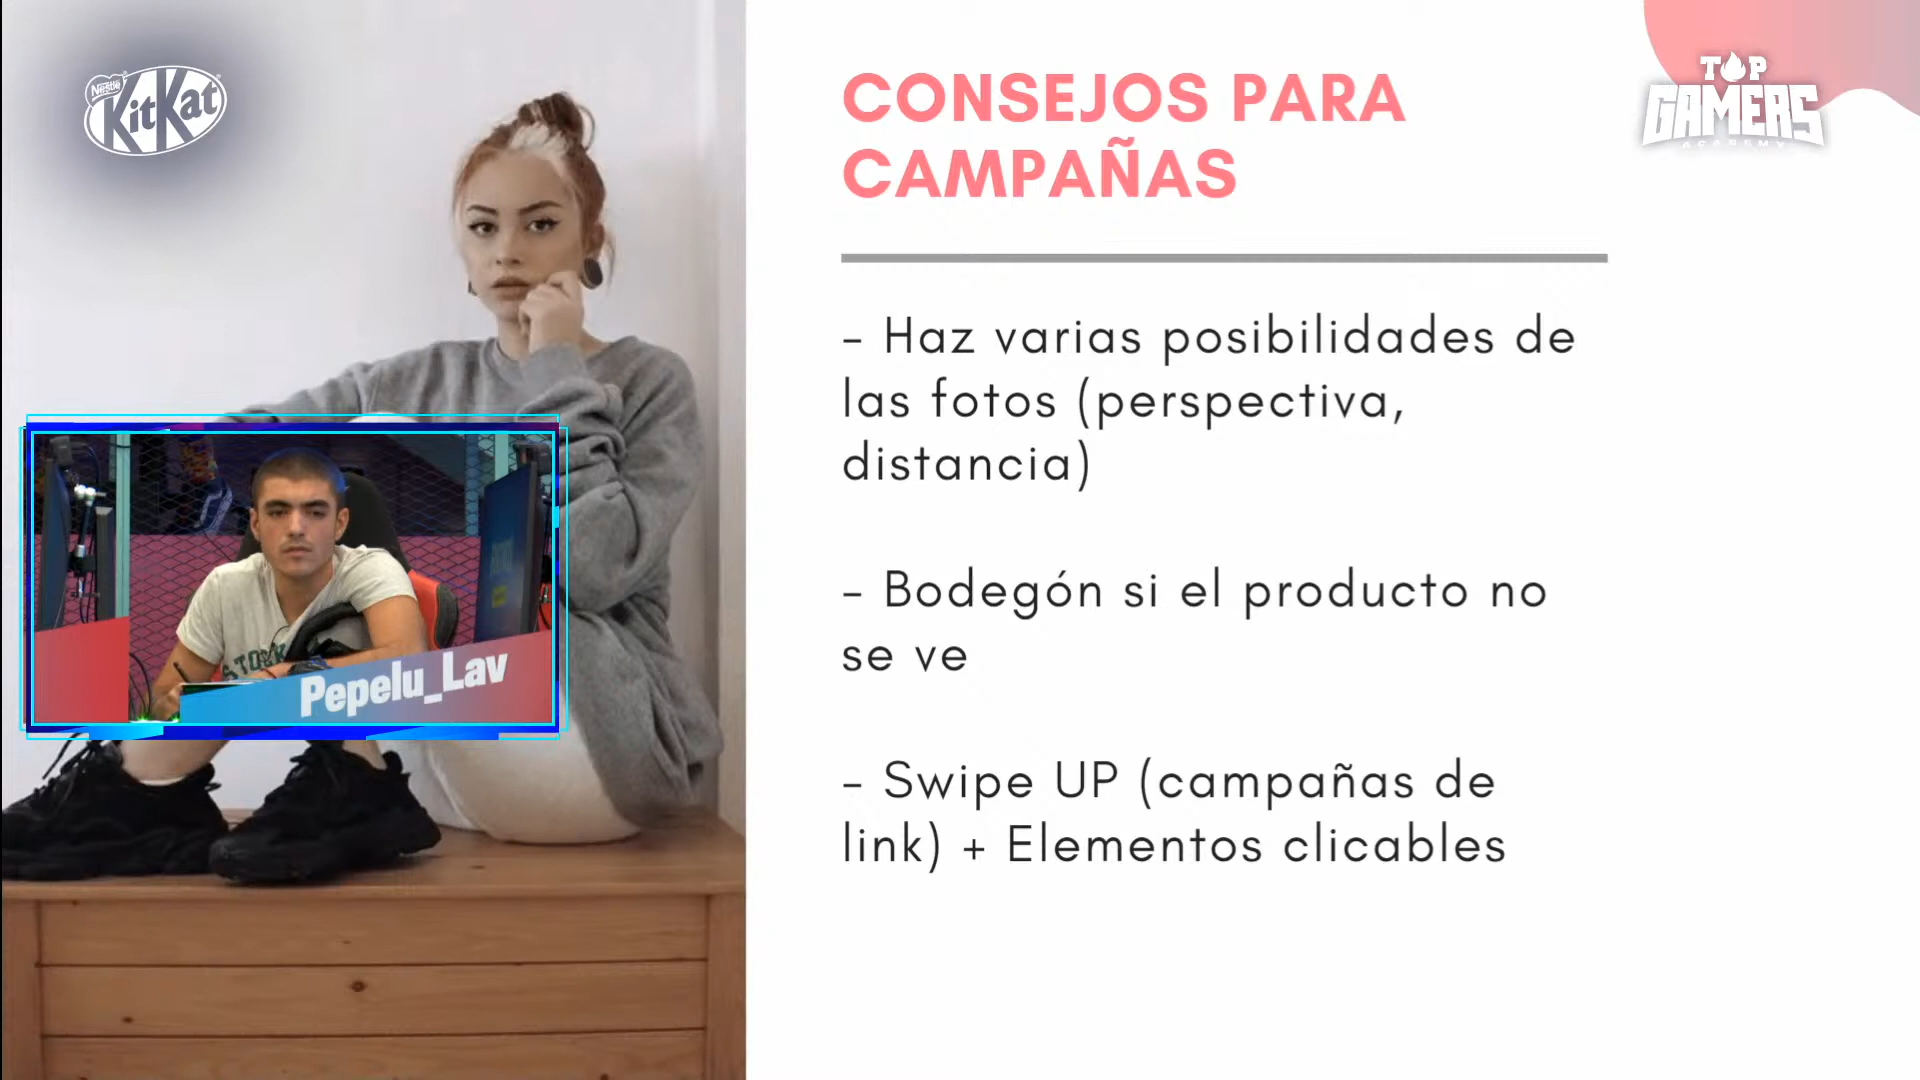 Nestlé
KitKat
TOP
GAMERS
ACADEMY
CONSEJOS PARA
CAMPAÑAS
- Haz varias posibilidades de
las fotos (perspectiva,
distancia)
- Bodegón si el producto no
se ve
- Swipe UP (campañas de
link) + Elementos clicables
Pepelu_Lav